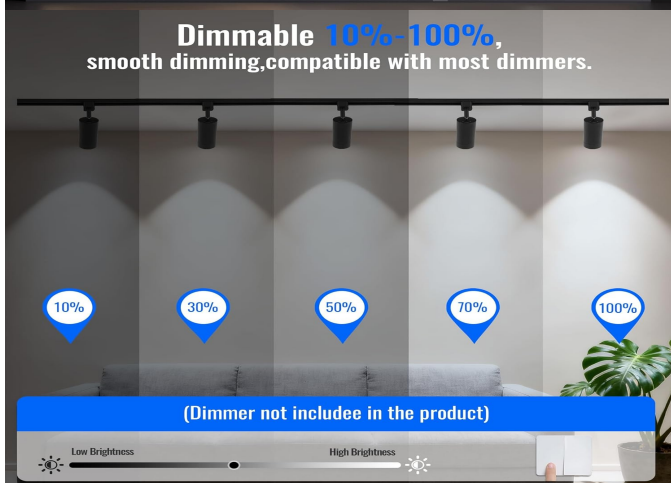 Dimmable 10%-100%,
smooth dimming,compatible with most dimmers.
10%
30%
50%
70%
100%
(Dimmer not includee in the product)
Low Brightness
High Brightness